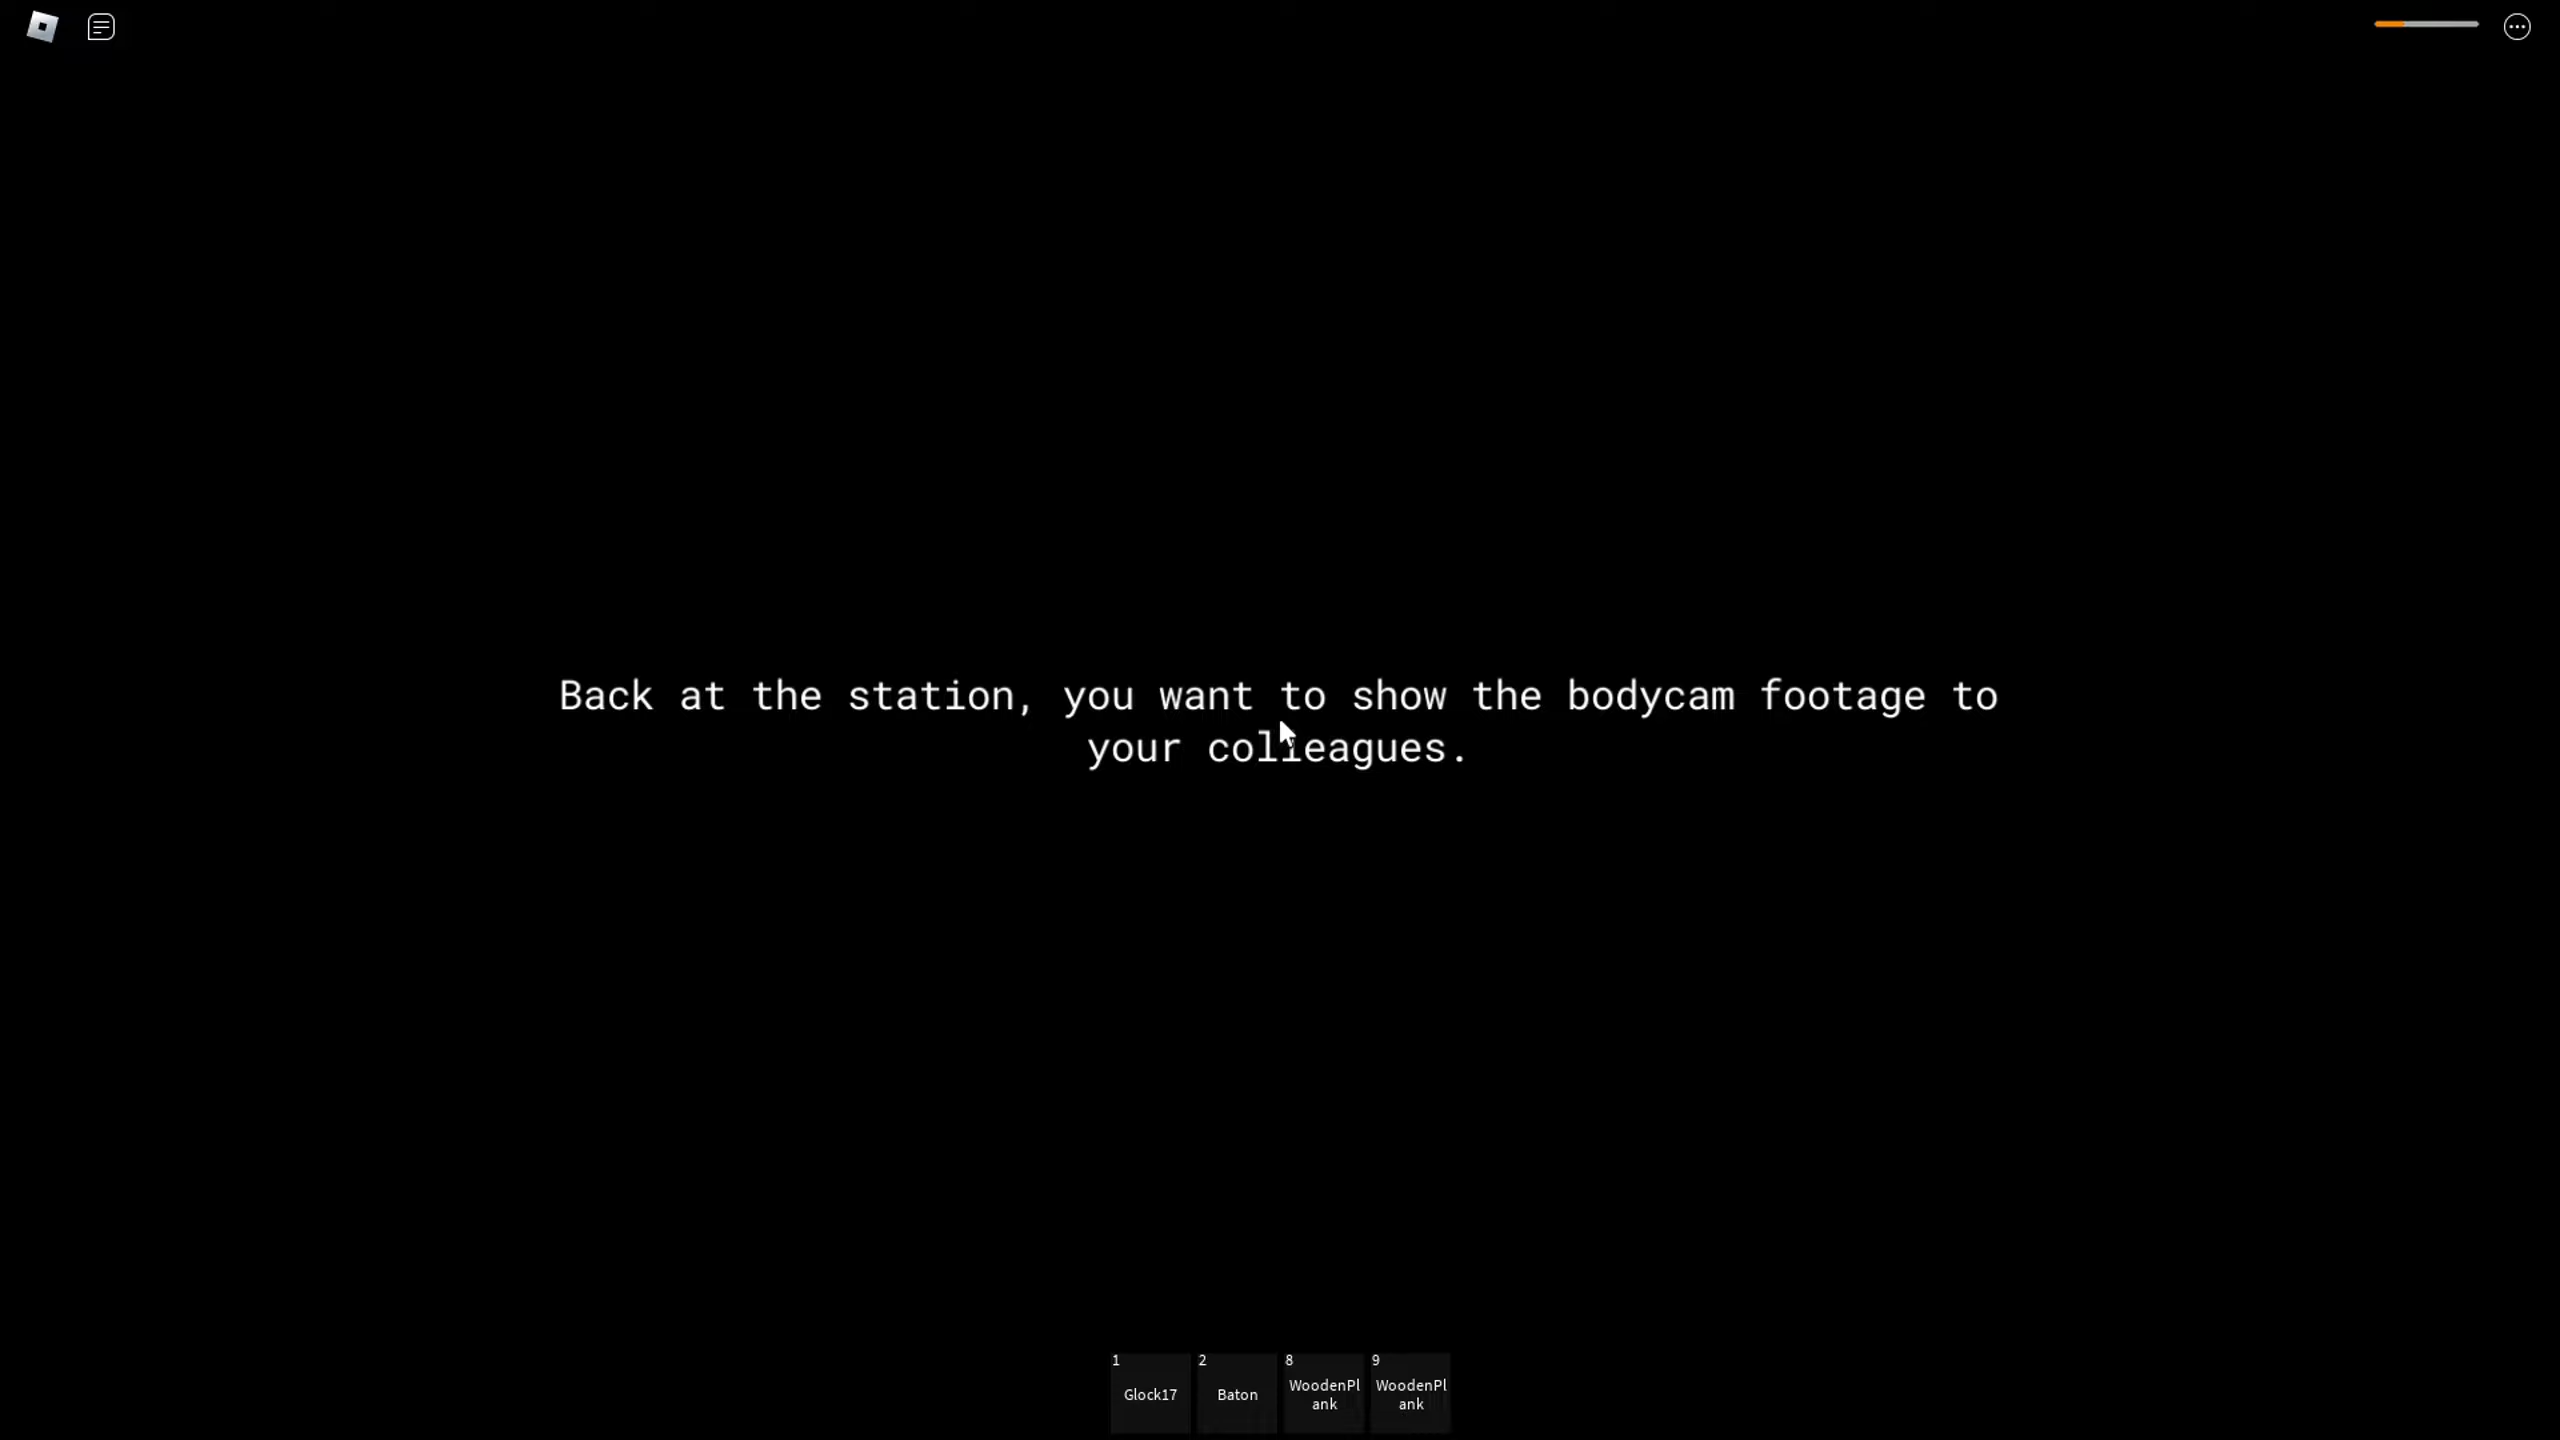 Back at the station, you want to show the bodycam footage to
your colleagues.
1
Glock17
2
Baton
8
WoodenPl
ank
9
WoodenPl
ank